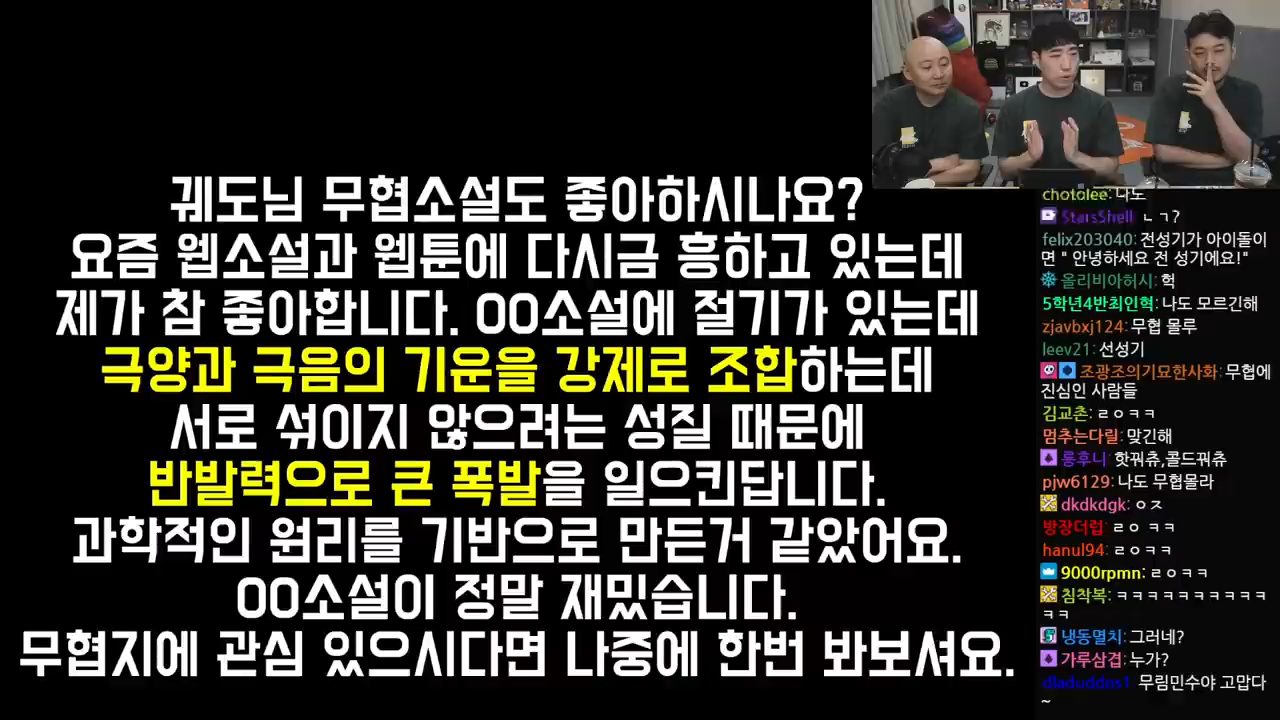 궤도님 무협소설도 좋아하시나요?
요즘 웹소설과 웹툰에 다시금 흥하고 있는데
제가 참 좋아합니다. OO소설에 절기가 있는데
극양과 극음의 기운을 강제로 조합하는데
서로 섞이지 않으려는 성질 때문에
반발력으로 큰 폭발을 일으킨답니다.
과학적인 원리를 기반으로 만든거 같았어요.
OO소설이 정말 재밌습니다.
무협지에 관심 있으시다면 나중에 한번 봐보셔요.
chotolee: 나도
StarsShell ㄴㄱ?
felix203040: 전성기가 아이돌이
면 " 안녕하세요 전 성기에요!"
올리비아허시: 헉
5학년4반최인혁: 나도 모르긴해
zjavbxj124: 무협 몰루
leev21: 선성기
조광조의기묘한사화: 무협에
진심인 사람들
김교촌: ㄹㅇㅋㅋ
멈추는다릴: 맞긴해
롱후니: 핫꿔츄,콜드꿔츄
pjw6129: 나도 무협몰라
dkdkdgk: ㅇㅈ
방장더럽: ㄹㅇ ㅋㅋ
hanul94: ㄹㅇㅋㅋ
9000rpmn: ㄹㅇㅋㅋ
침착복: ㅋㅋㅋㅋㅋㅋㅋㅋㅋㅋ
ㅋㅋ
냉동멸치: 그러네?
가루삼겹: 누가?
dladuddns1: 무림민수야 고맙다
~